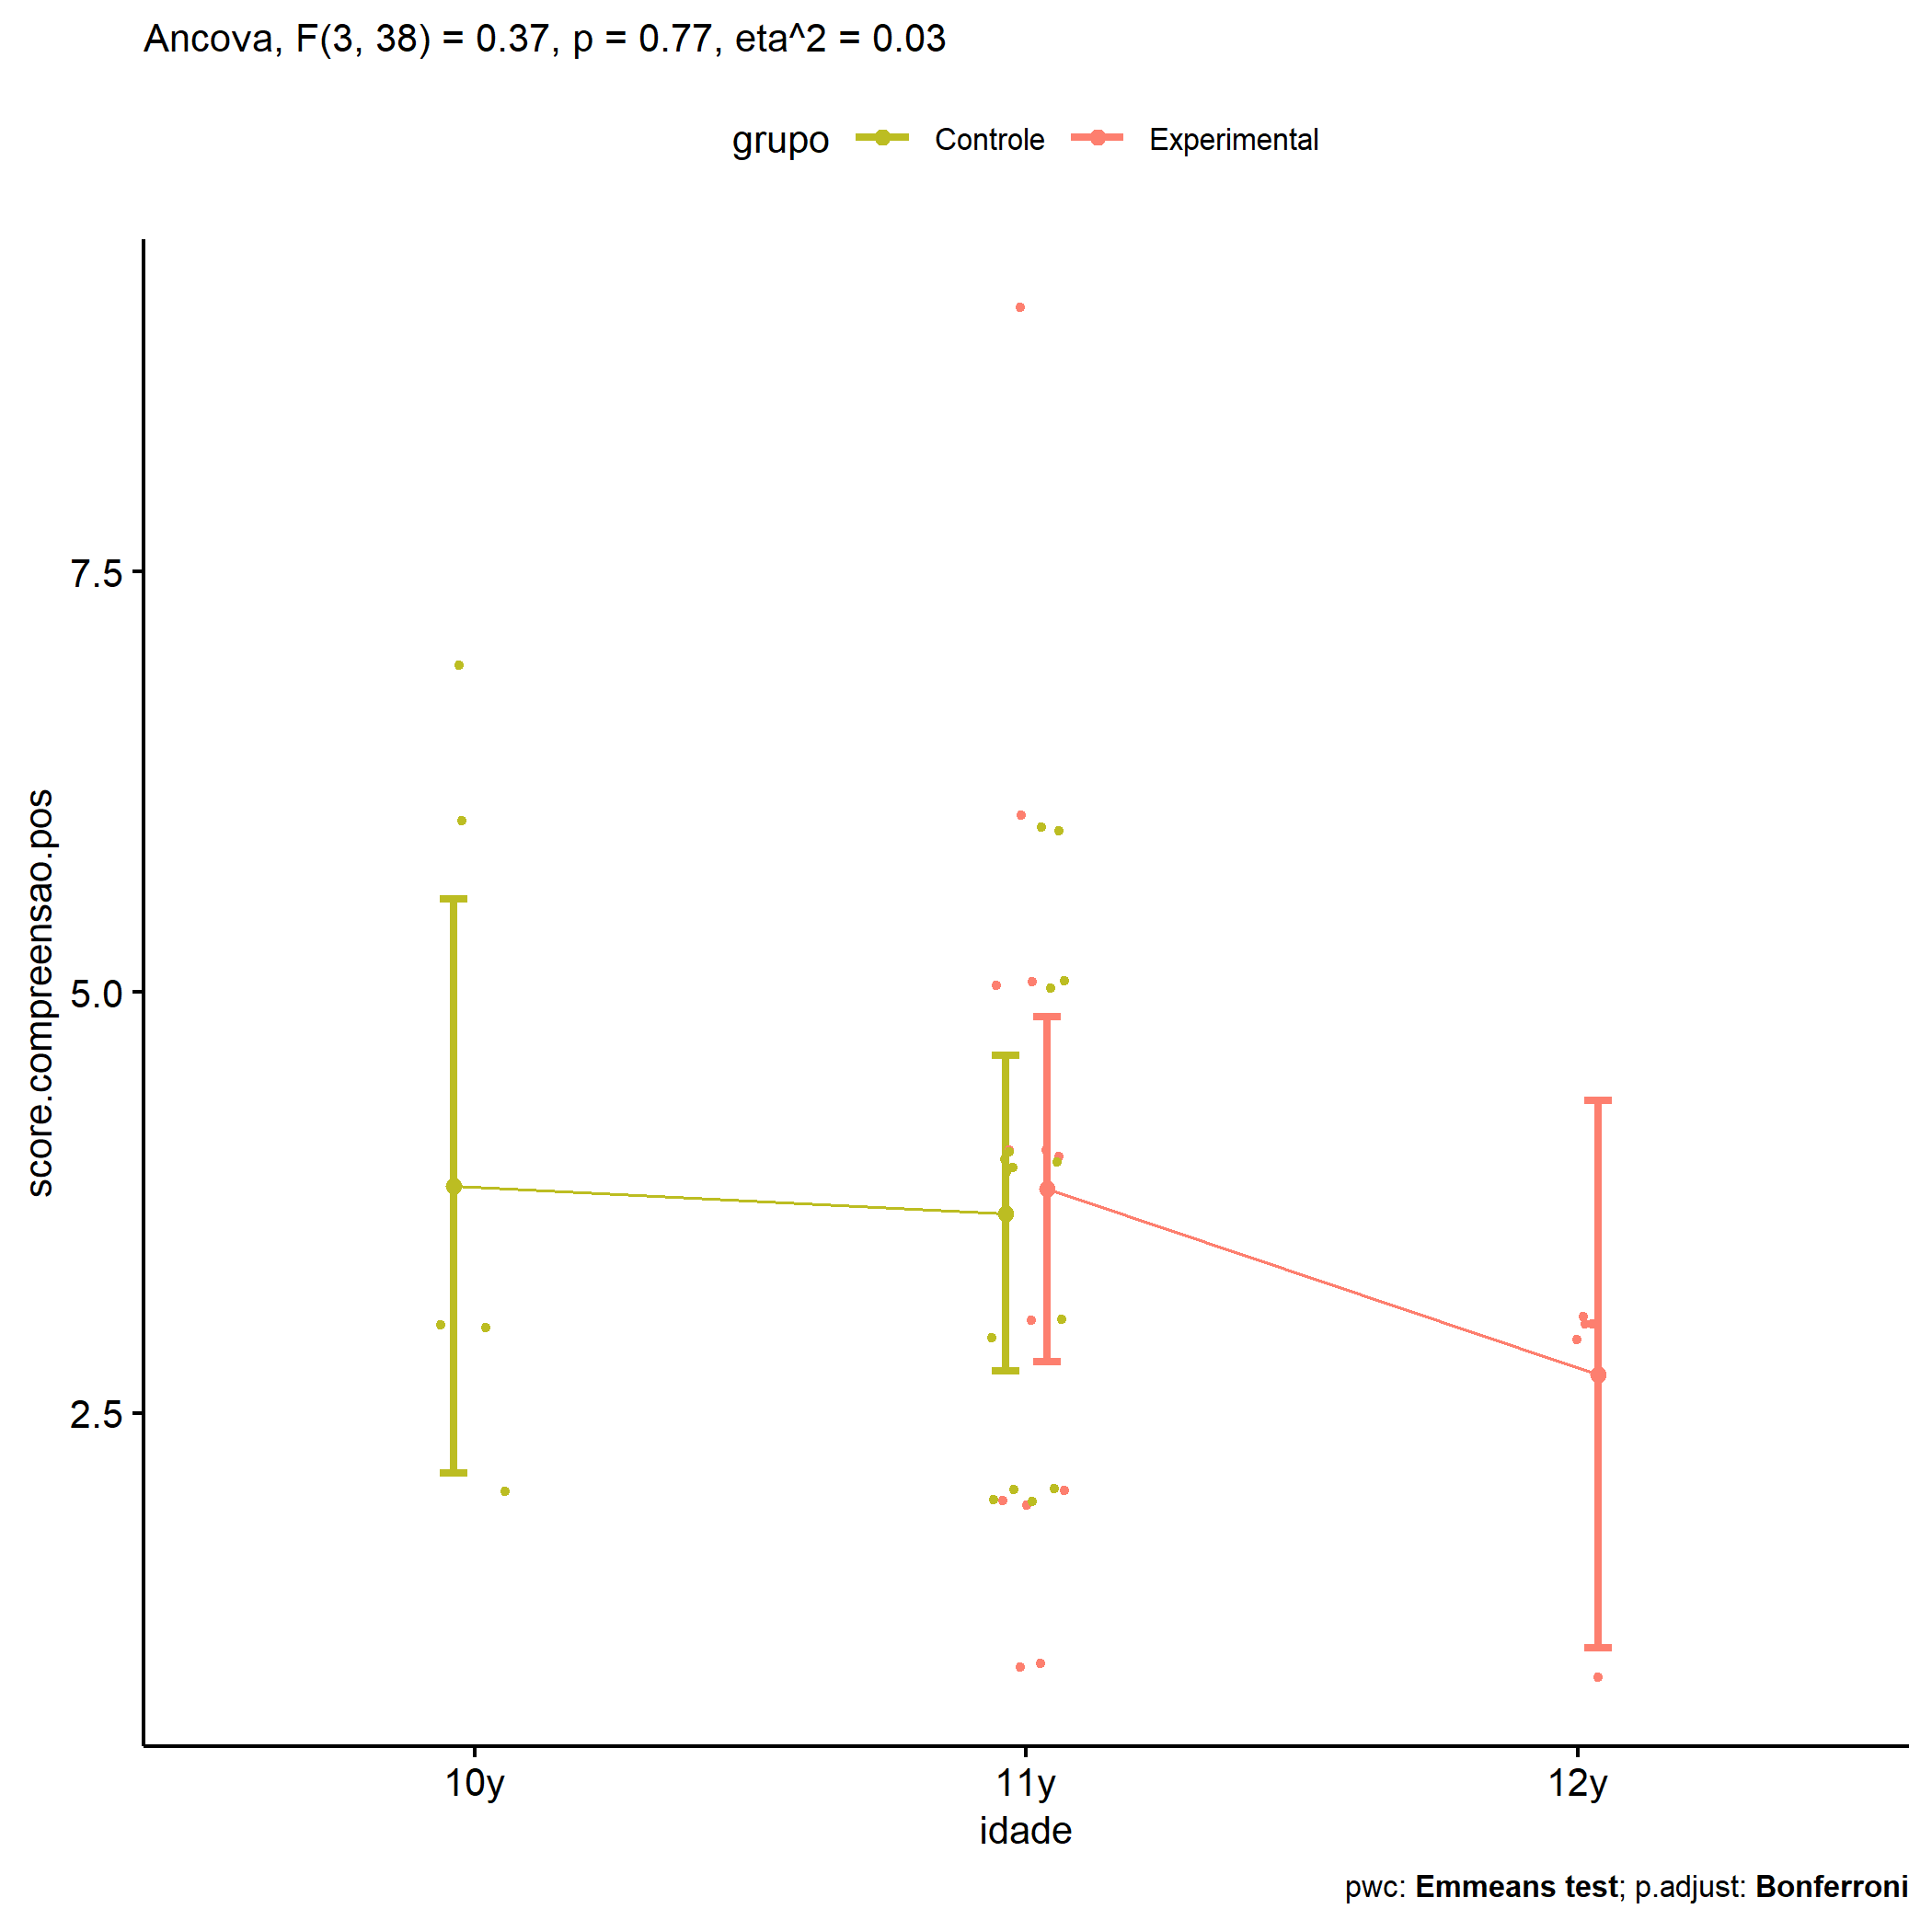 Ancova, F(3, 38) = 0.37, p = 0.77, eta^2 = 0.03
grupo Controle Experimental
score.compreensao.pos
7.5
5.0
2.5
10y 11y 12y
idade
pwc: Emmeans test; p.adjust: Bonferroni